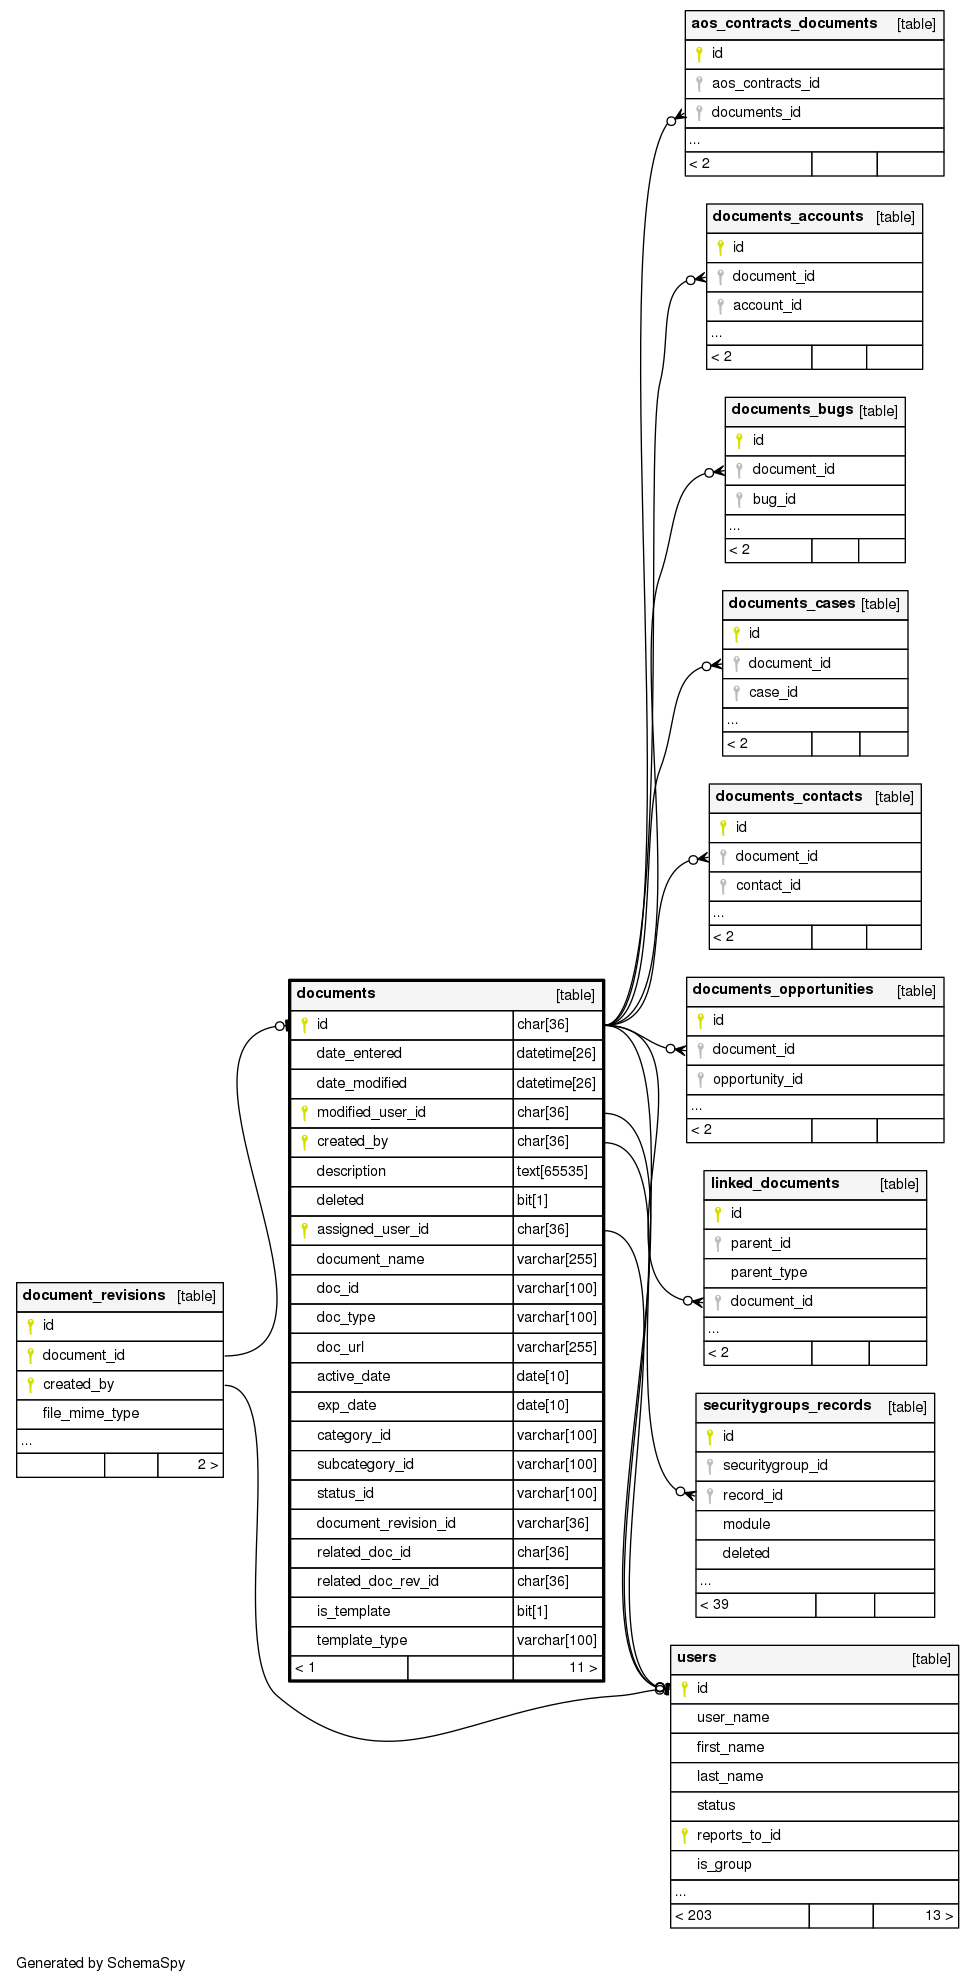 aos_contracts_documents [table]
id
aos_contracts_id
documents_id
...
< 2
documents_accounts [table]
id
document_id
account_id
...
< 2
documents_bugs [table]
id
document_id
bug_id
...
< 2
documents_cases [table]
id
document_id
case_id
...
< 2
documents_contacts [table]
id
document_id
contact_id
...
< 2
documents_opportunities [table]
id
document_id
opportunity_id
...
< 2
linked_documents [table]
id
parent_id
parent_type
document_id
...
< 2
securitygroups_records [table]
id
securitygroup_id
record_id
module
deleted
...
< 39
users [table]
id
user_name
first_name
last_name
status
reports_to_id
is_group
...
< 203 13 >
documents [table]
id char[36]
date_entered datetime[26]
date_modified datetime[26]
modified_user_id char[36]
created_by char[36]
description text[65535]
deleted bit[1]
assigned_user_id char[36]
document_name varchar[255]
doc_id varchar[100]
doc_type varchar[100]
doc_url varchar[255]
active_date date[10]
exp_date date[10]
category_id varchar[100]
subcategory_id varchar[100]
status_id varchar[100]
document_revision_id varchar[36]
related_doc_id char[36]
related_doc_rev_id char[36]
is_template bit[1]
template_type varchar[100]
< 1 11 >
document_revisions [table]
id
document_id
created_by
file_mime_type
...
2 >
Generated by SchemaSpy